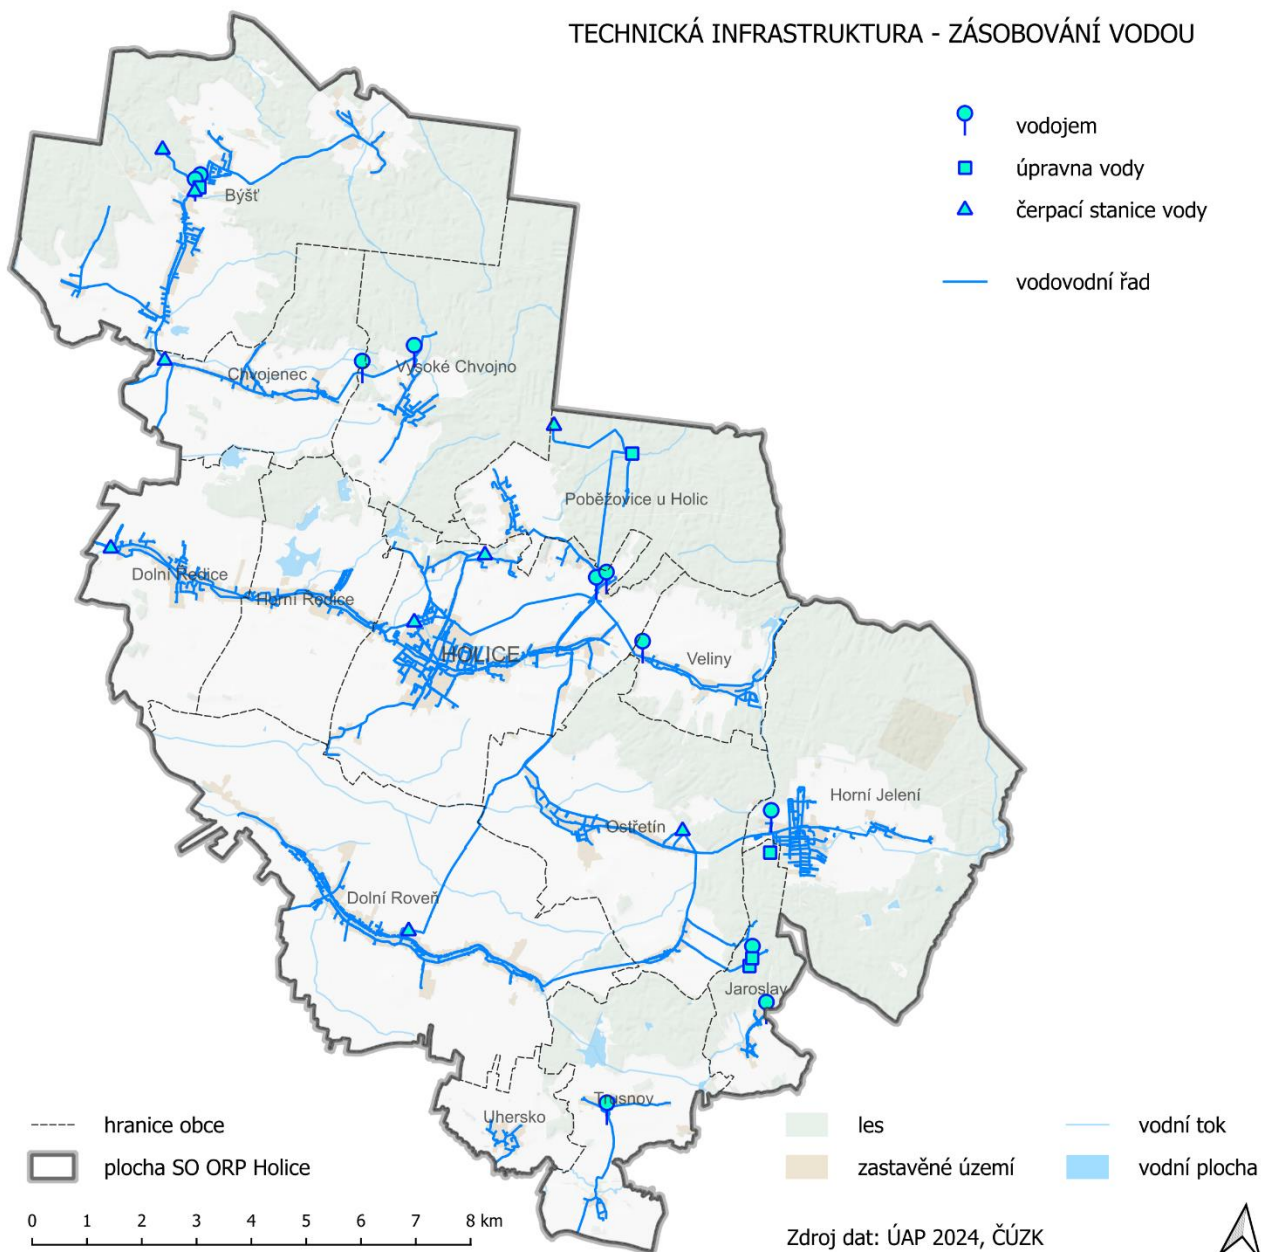 TECHNICKÁ INFRASTRUKTURA - ZÁSOBOVÁNÍ VODOU
vodojem
úpravna vody
čerpací stanice vody
vodovodní řad
Býšť
Chvojenec
Vysoké Chvojno
Poběžovice u Holic
Dolní Ředice
Horní Ředice
HOLICE
Veliny
Horní Jelení
Ostřetín
Dolní Roveň
Jaroslav
Trusnov
Uhersko
hranice obce
plocha SO ORP Holice
les
zastavěné území
vodní tok
vodní plocha
0 1 2 3 4 5 6 7 8 km
Zdroj dat: ÚAP 2024, ČÚZK